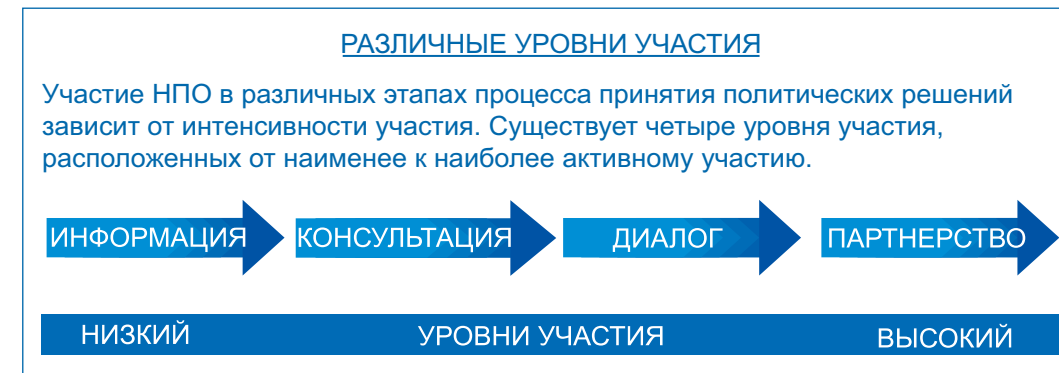 РАЗЛИЧНЫЕ УРОВНИ УЧАСТИЯ
Участие НПО в различных этапах процесса принятия политических решений
зависит от интенсивности участия. Существует четыре уровня участия,
расположенных от наименее к наиболее активному участию.
ИНФОРМАЦИЯ КОНСУЛЬТАЦИЯ ДИАЛОГ ПАРТНЕРСТВО
НИЗКИЙ УРОВНИ УЧАСТИЯ ВЫСОКИЙ